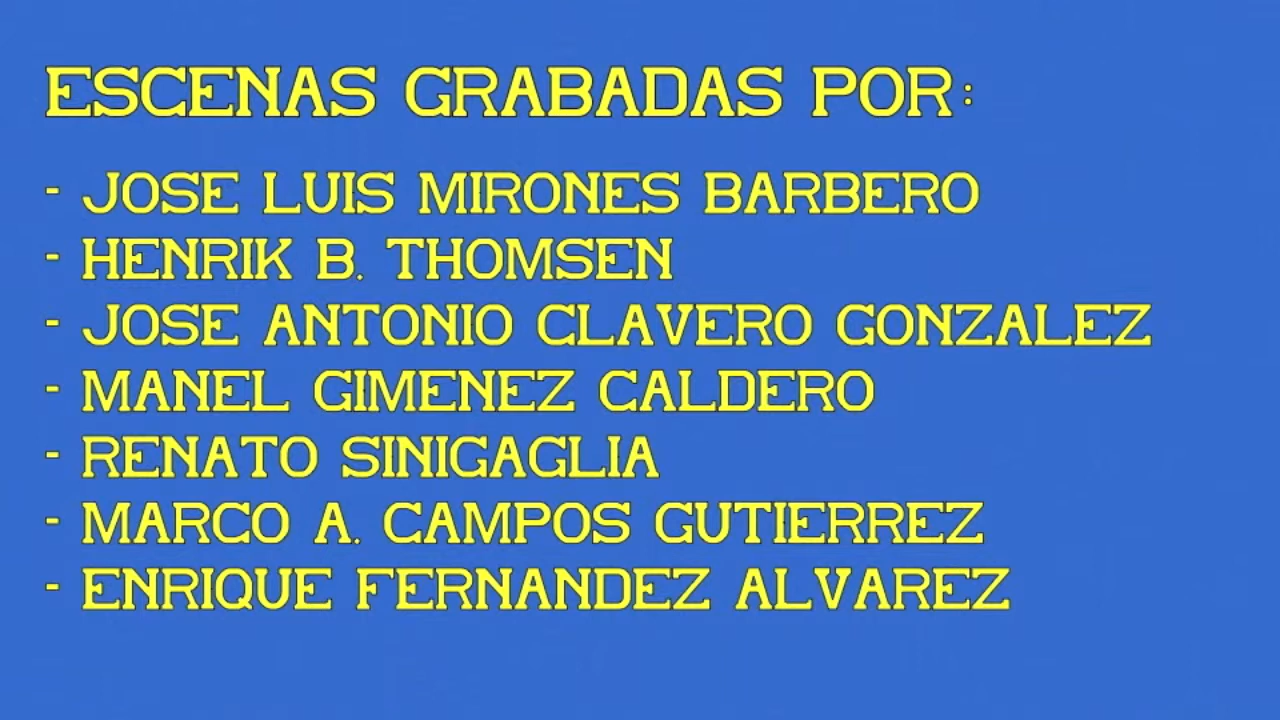 ESCENAS GRABADAS POR:
- JOSE LUIS MIRONES BARBERO
- HENRIK B. THOMSEN
- JOSE ANTONIO CLAVERO GONZALEZ
- MANEL GIMENEZ CALDERO
- RENATO SINIGAGLIA
- MARCO A. CAMPOS GUTIERREZ
- ENRIQUE FERNANDEZ ALVAREZ